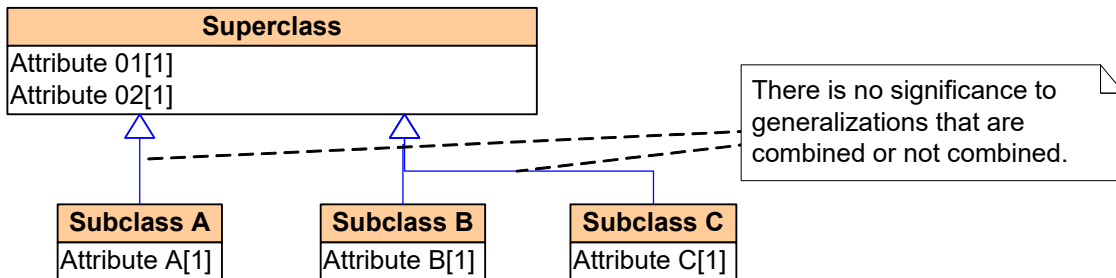 Superclass
Attribute 01[1]
Attribute 02[1]
There is no significance to
generalizations that are
combined or not combined.
Subclass A
Attribute A[1]
Subclass B
Attribute B[1]
Subclass C
Attribute C[1]